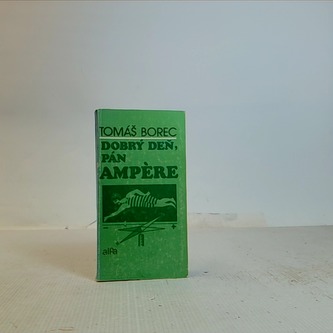 TOMÁŠ BOREC
DOBRÝ DEŇ,
PÁN
AMPÈRE
alfa